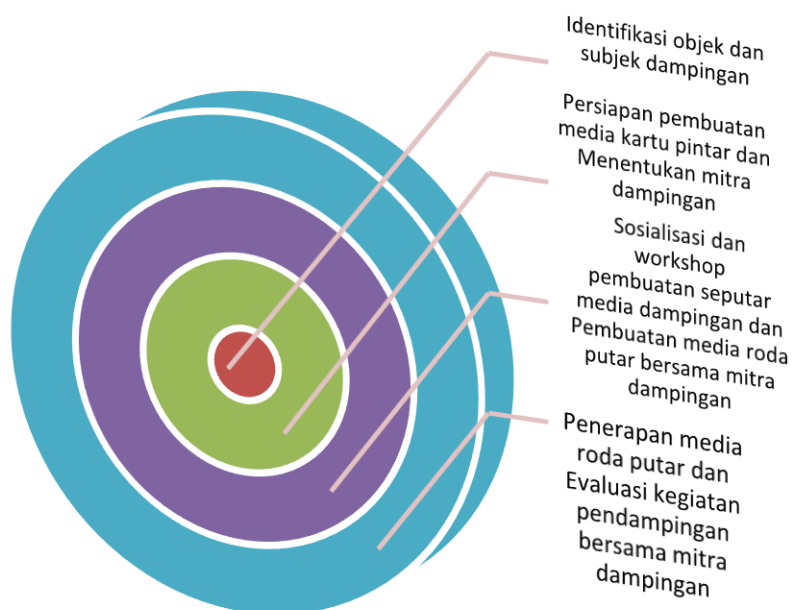 Identifikasi objek dan
subjek dampingan
Persiapan pembuatan
media kartu pintar dan
Menentukan mitra
dampingan
Sosialisasi dan
workshop
pembuatan seputar
media dampingan dan
Pembuatan media roda
putar bersama mitra
dampingan
Penerapan media
roda putar dan
Evaluasi kegiatan
pendampingan
bersama mitra
dampingan